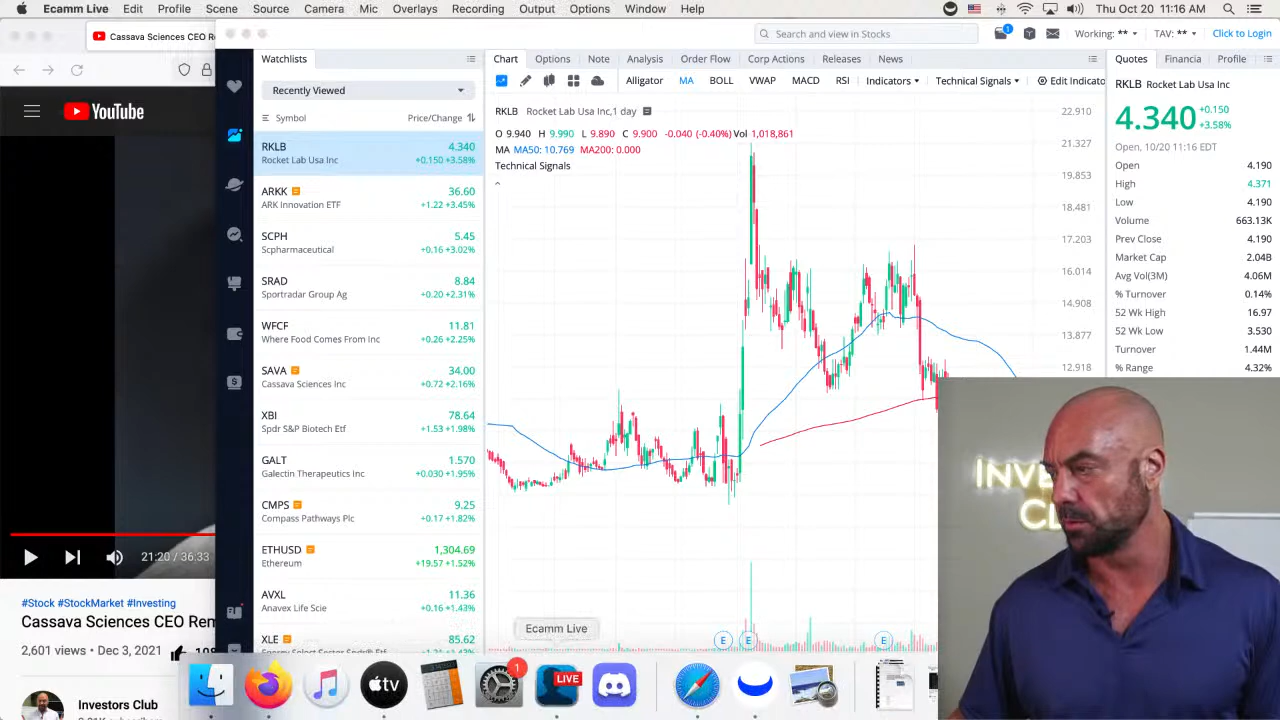 Ecamm Live Edit Profile Scene Source Camera Mic Overlays Recording Output Options Window Help Thu Oct 20 11:16 AM
Cassava Sciences CEO Re
Search and view in Stocks
1
Working: ** TAV: ** Click to Login
Watchlists
Chart Options Note Analysis Order Flow Corp Actions Releases News
Quotes Financia Profile
Recently Viewed
Alligator MA BOLL VWAP MACD RSI Indicators Technical Signals Edit Indicato
YouTube
Symbol Price/Change
RKLB Rocket Lab Usa Inc,1 day
O 9.940 H 9.990 L 9.890 C 9.900 -0.040 (-0.40%) Vol 1,018,861
MA MA50: 10.769 MA200: 0.000
Technical Signals
RKLB 4.340
Rocket Lab Usa Inc +0.150 +3.58%
ARKK 36.60
ARK Innovation ETF +1.22 +3.45%
SCPH 5.45
Scpharmaceutical +0.16 +3.02%
SRAD 8.84
Sportradar Group Ag +0.20 +2.31%
WFCF 11.81
Where Food Comes From Inc +0.26 +2.25%
SAVA 34.00
Cassava Sciences Inc +0.72 +2.16%
XBI 78.64
Spdr S&P Biotech Etf +1.53 +1.98%
GALT 1.570
Galectin Therapeutics Inc +0.030 +1.95%
CMPS 9.25
Compass Pathways Plc +0.17 +1.82%
ETHUSD 1,304.69
Ethereum +19.57 +1.52%
AVXL 11.36
Anavex Life Scie +0.16 +1.43%
XLE 85.62
22.910
21.327
19.853
18.481
17.203
16.014
14.908
13.877
12.918
E E E
RKLB Rocket Lab Usa Inc
4.340 +0.150
+3.58%
Open, 10/20 11:16 EDT
Open 4.190
High 4.371
Low 4.190
Volume 663.13K
Prev Close 4.190
Market Cap 2.04B
Avg Vol(3M) 4.06M
% Turnover 0.14%
52 Wk High 16.97
52 Wk Low 3.530
Turnover 1.44M
% Range 4.32%
21:20 / 36:33
#Stock #StockMarket #Investing
Cassava Sciences CEO Re
2,601 views • Dec 3, 2021
Investors Club
Ecamm Live
tv
1
LIVE
INVE
CL